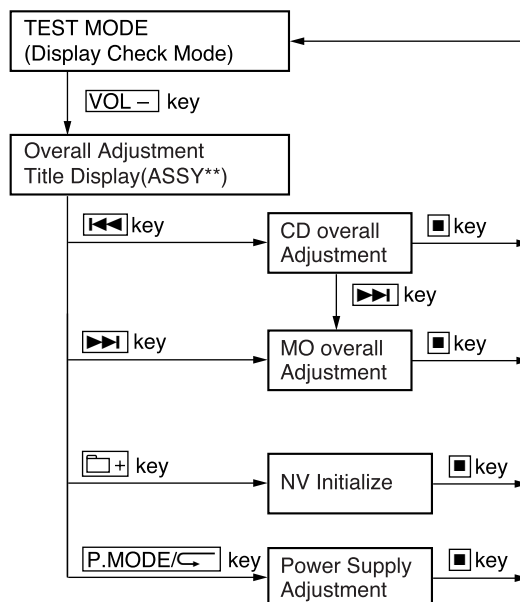 TEST MODE
(Display Check Mode)
VOL – key
Overall Adjustment
Title Display(ASSY**)
key
CD overall
Adjustment
key
key
key
MO overall
Adjustment
key
+ key
NV Initialize
key
P.MODE/ key
Power Supply
Adjustment
key